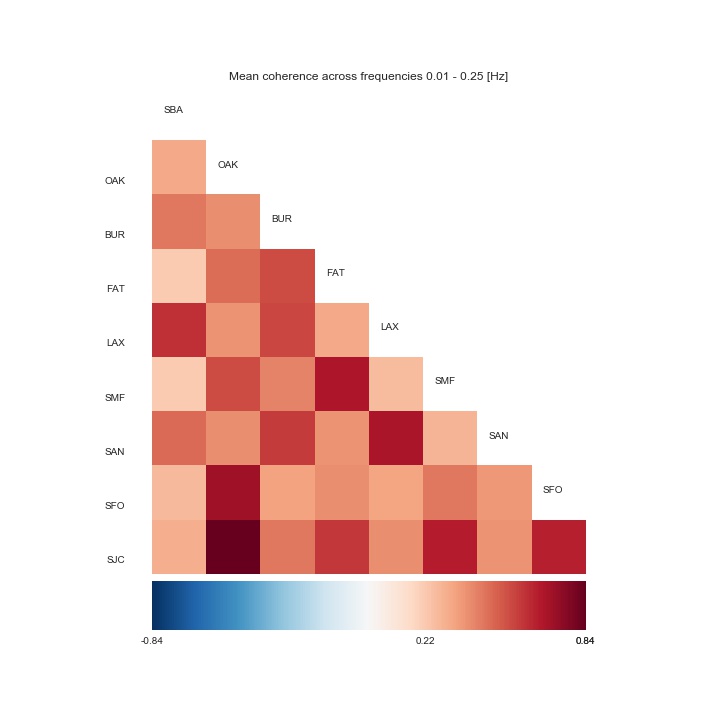 Mean coherence across frequencies 0.01 - 0.25 [Hz]
SBA
OAK
OAK
BUR
BUR
FAT
FAT
LAX
LAX
SMF
SMF
SAN
SAN
SFO
SFO
SJC
-0.84 0.22 0.84